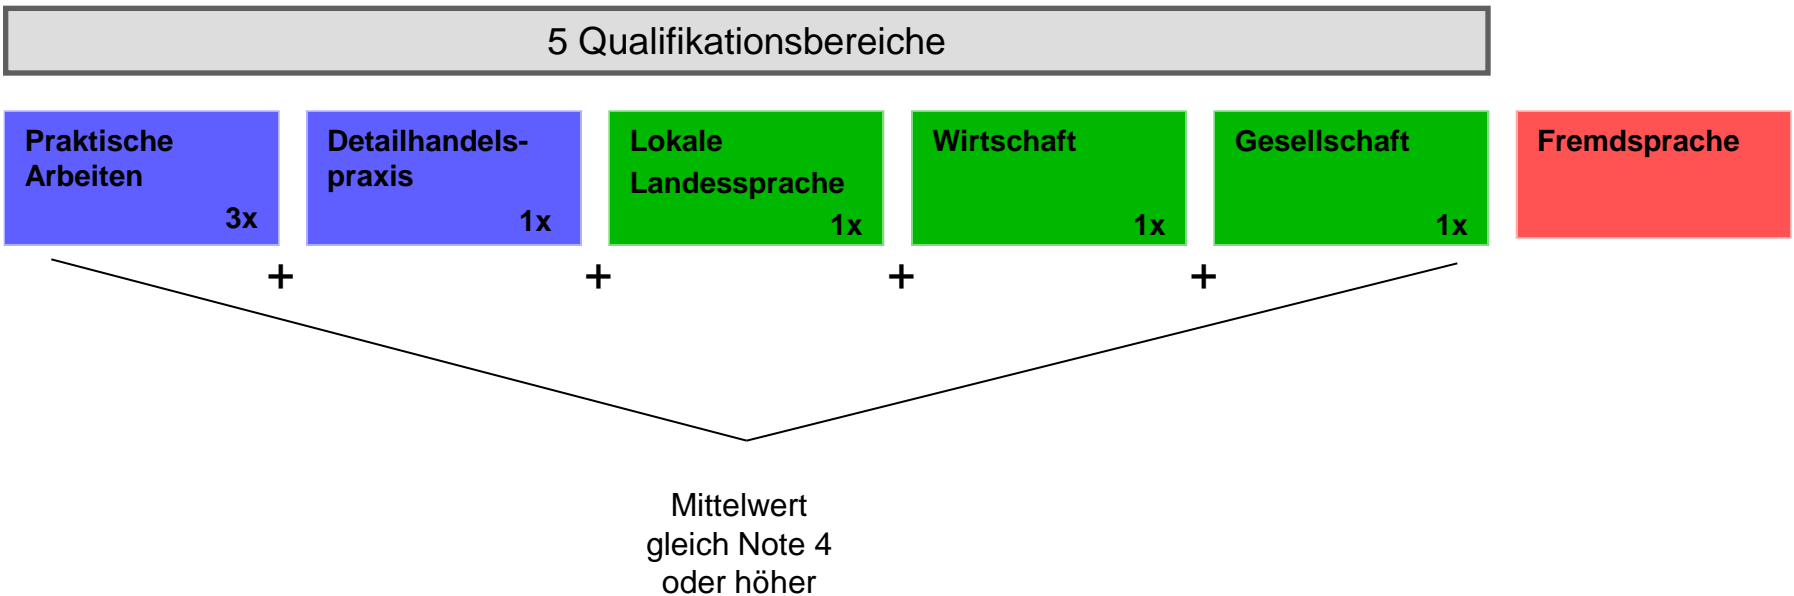 5 Qualifikationsbereiche
Praktische
Arbeiten
3x
Detailhandels-
praxis
1x
Lokale
Landessprache
1x
Wirtschaft
1x
Gesellschaft
1x
Fremdsprache
+ + + +
Mittelwert
gleich Note 4
oder höher